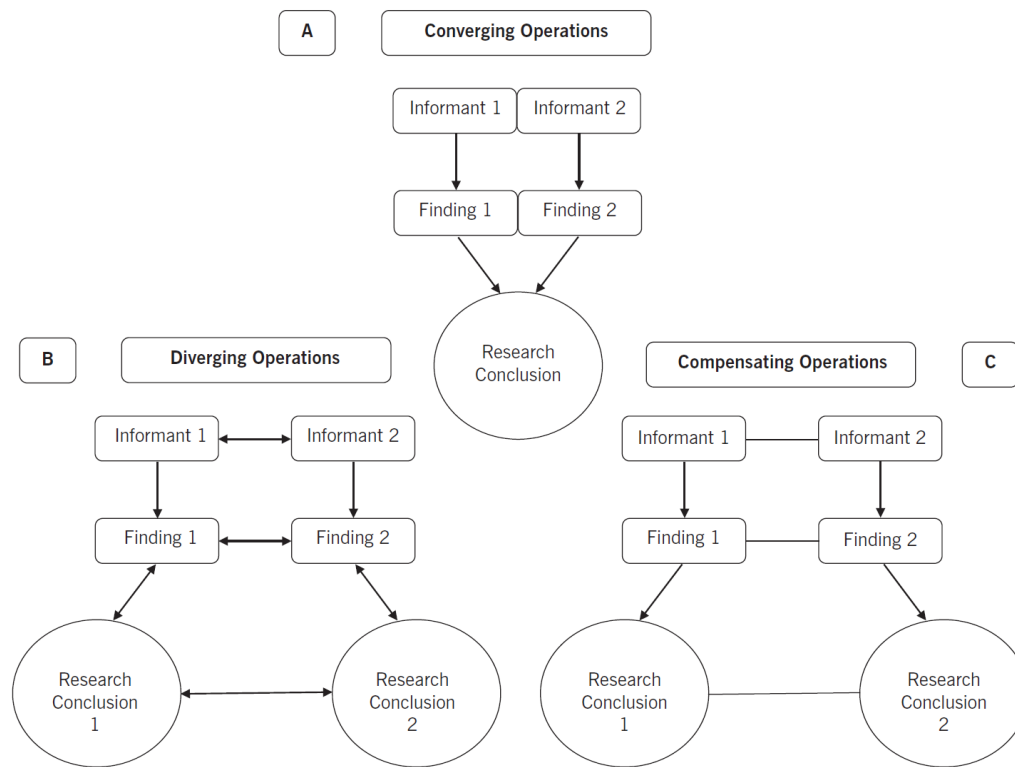 A
Converging Operations
Informant 1
Informant 2
Finding 1
Finding 2
Research
Conclusion
B
Diverging Operations
Informant 1
Informant 2
Finding 1
Finding 2
Research
Conclusion
1
Research
Conclusion
2
Compensating Operations
C
Informant 1
Informant 2
Finding 1
Finding 2
Research
Conclusion
1
Research
Conclusion
2